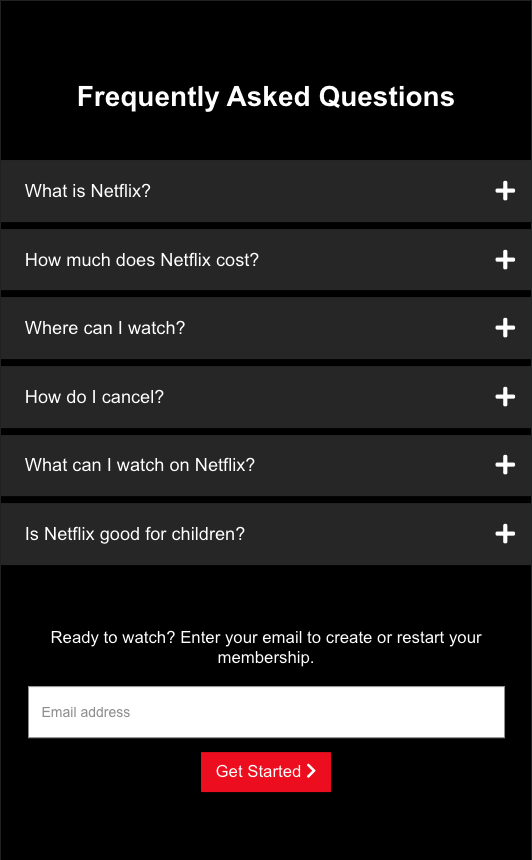 Frequently Asked Questions
What is Netflix?
How much does Netflix cost?
Where can I watch?
How do I cancel?
What can I watch on Netflix?
Is Netflix good for children?
Ready to watch? Enter your email to create or restart your
membership.
Email address
Get Started